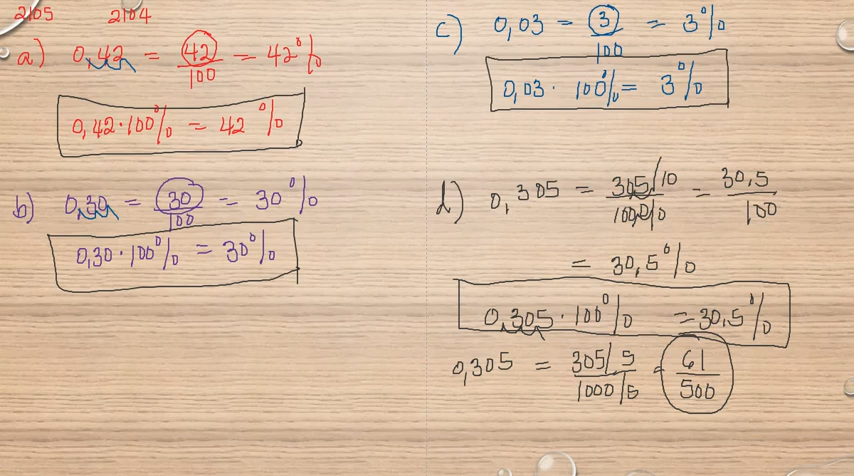 2105 2104
a) 0,42 = 42/100 = 42%
0,42·100% = 42 %
b) 0,30 = 30/100 = 30%
0,30·100% = 30%
c) 0,03 = 3/100 = 3%
0,03· 100% = 3%
d) 0,305 = 305/10 / 1000/10 = 30,5/100
= 30,5%
0,305·100% = 30,5%
0,305 = 305/5 / 1000/5 = 61/500